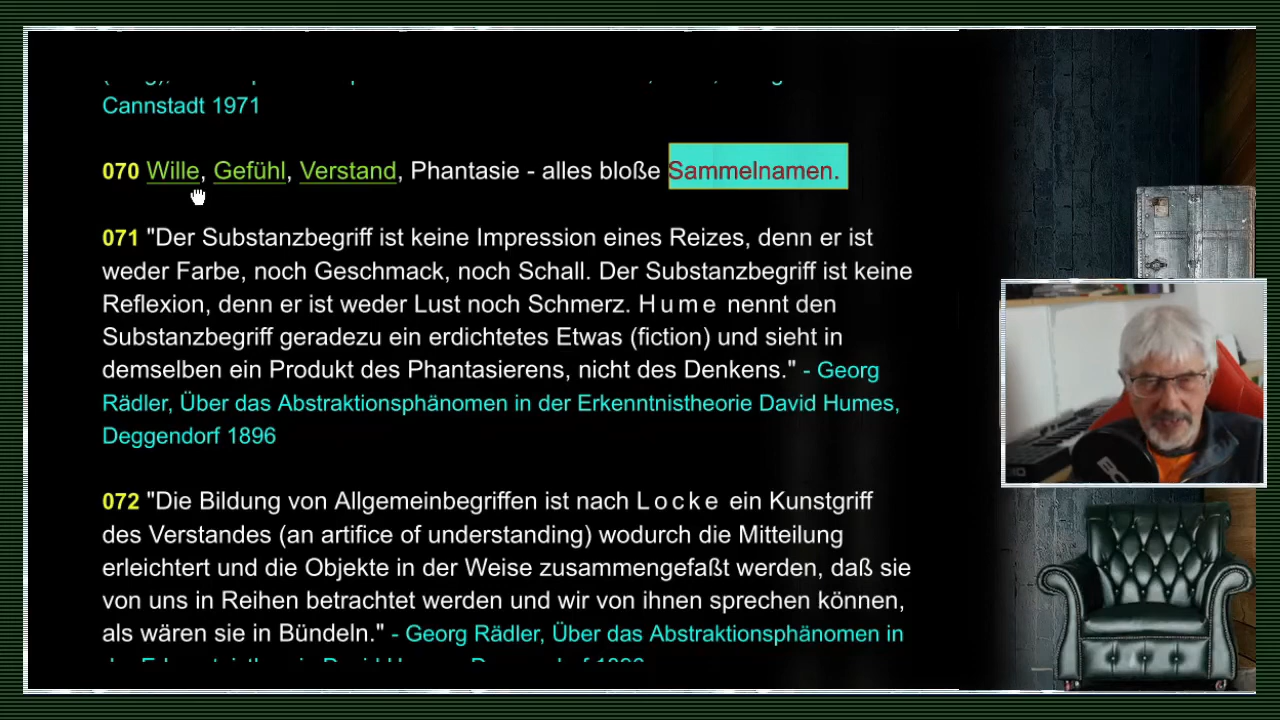 Cannstadt 1971
070 Wille, Gefühl, Verstand, Phantasie - alles bloße Sammelnamen.
071 "Der Substanzbegriff ist keine Impression eines Reizes, denn er ist
weder Farbe, noch Geschmack, noch Schall. Der Substanzbegriff ist keine
Reflexion, denn er ist weder Lust noch Schmerz. Hume nennt den
Substanzbegriff geradezu ein erdichtetes Etwas (fiction) und sieht in
demselben ein Produkt des Phantasierens, nicht des Denkens." - Georg
Rädler, Über das Abstraktionsphänomen in der Erkenntnistheorie David Humes,
Deggendorf 1896
072 "Die Bildung von Allgemeinbegriffen ist nach Locke ein Kunstgriff
des Verstandes (an artifice of understanding) wodurch die Mitteilung
erleichtert und die Objekte in der Weise zusammengefaßt werden, daß sie
von uns in Reihen betrachtet werden und wir von ihnen sprechen können,
als wären sie in Bündeln." - Georg Rädler, Über das Abstraktionsphänomen in